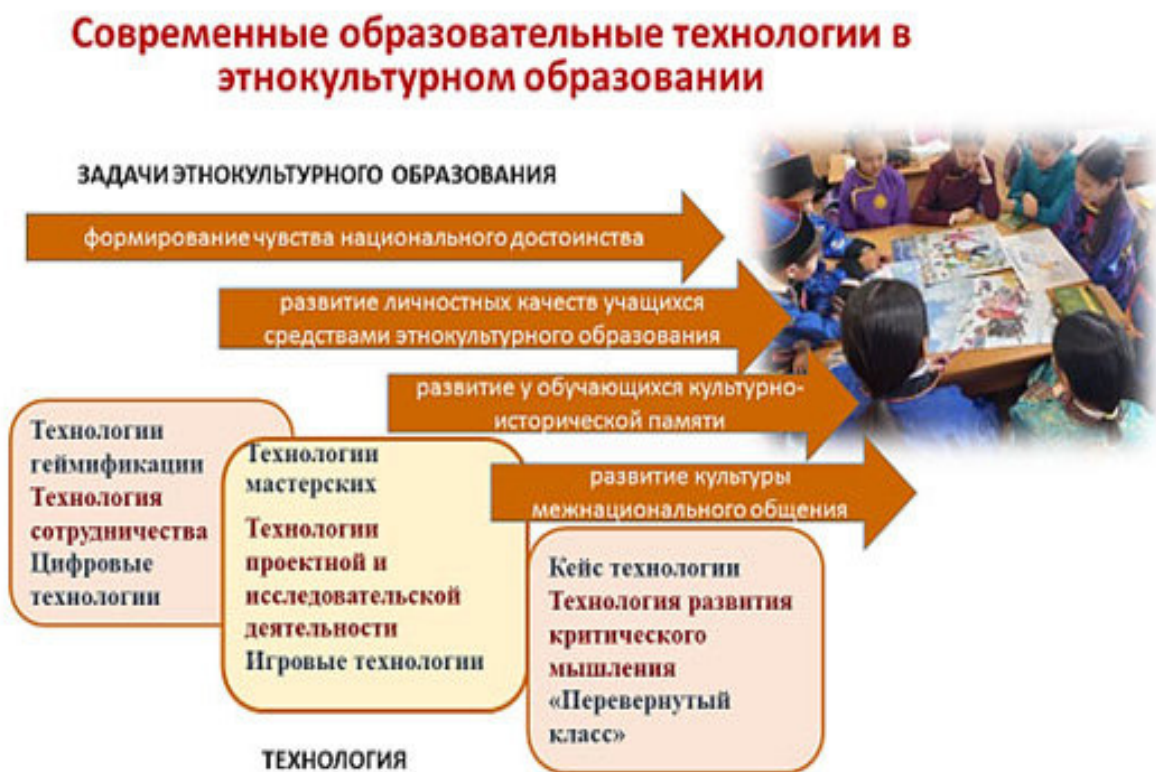 Современные образовательные технологии в
этнокультурном образовании
ЗАДАЧИ ЭТНОКУЛЬТУРНОГО ОБРАЗОВАНИЯ
формирование чувства национального достоинства
развитие личностных качеств учащихся
средствами этнокультурного образования
развитие у обучающихся культурно-
исторической памяти
развитие культуры
межнационального общения
Технологии
геймификации
Технология
сотрудничества
Цифровые
технологии
Технологии
мастерских
Технологии
проектной и
исследовательской
деятельности
Игровые технологии
Кейс технологии
Технология развития
критического
мышления
«Перевернутый
класс»
ТЕХНОЛОГИЯ